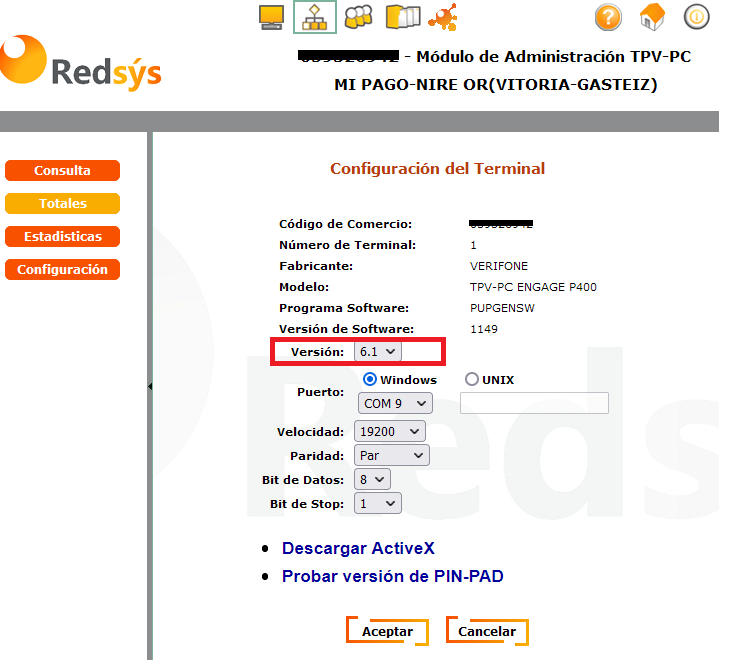 Redsýs
- Módulo de Administración TPV-PC
MI PAGO-NIRE OR(VITORIA-GASTEIZ)
Consulta
Totales
Estadisticas
Configuración
Configuración del Terminal
Código de Comercio:
Número de Terminal: 1
Fabricante: VERIFONE
Modelo: TPV-PC ENGAGE P400
Programa Software: PUPGENSW
Versión de Software: 1149
Versión: 6.1
Puerto: Windows UNIX
COM 9
Velocidad: 19200
Paridad: Par
Bit de Datos: 8
Bit de Stop: 1
Descargar ActiveX
Probar versión de PIN-PAD
Aceptar Cancelar